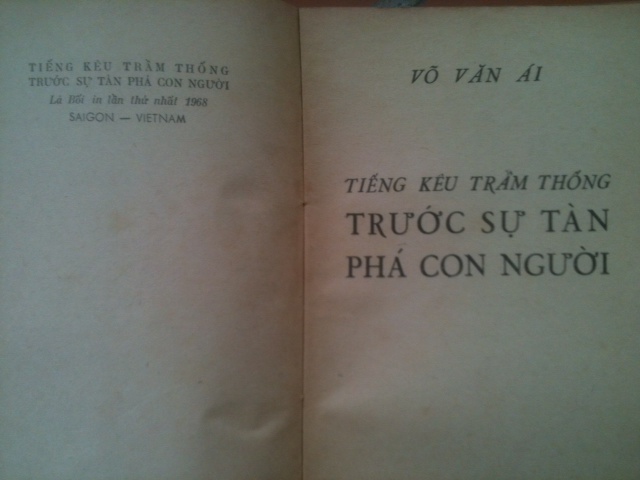 TIẾNG KÊU TRẦM THỐNG
TRƯỚC SỰ TÀN PHÁ CON NGƯỜI
Lá Bối in lần thứ nhất 1968
SAIGON — VIETNAM
VÕ VĂN ÁI
TIẾNG KÊU TRẦM THỐNG
TRƯỚC SỰ TÀN
PHÁ CON NGƯỜI